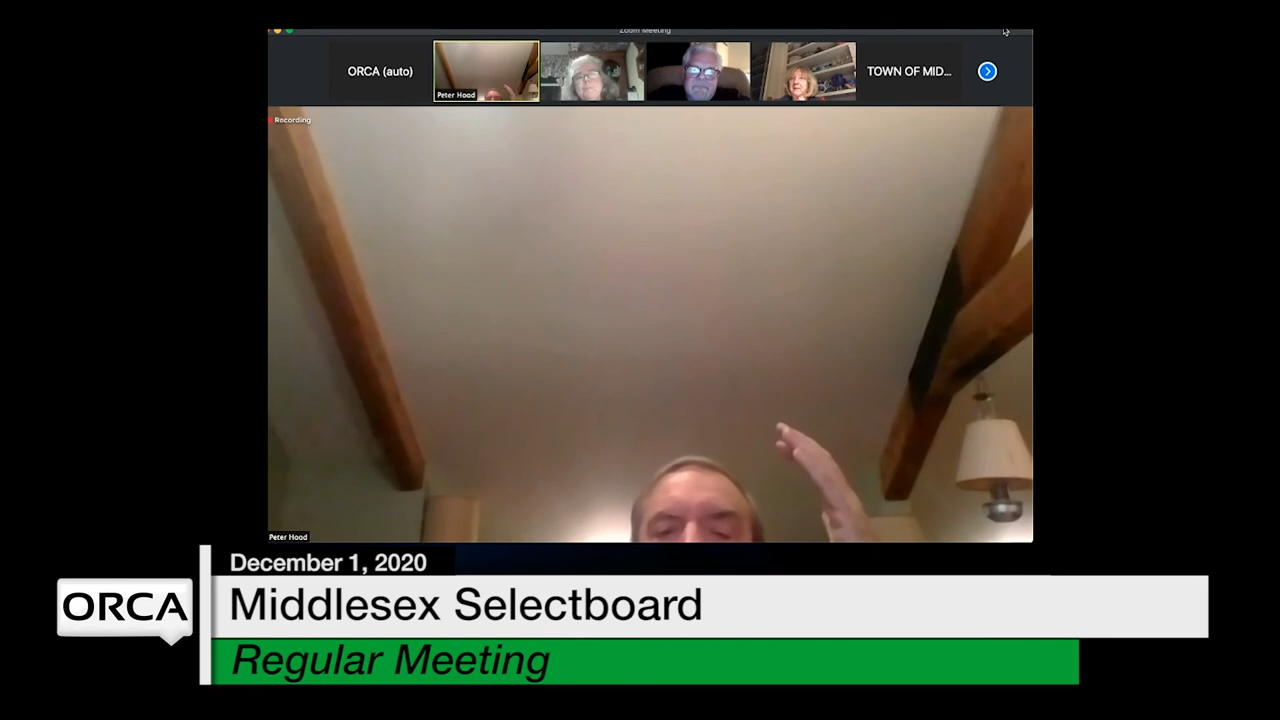 Zoom Meeting
ORCA (auto)
TOWN OF MID...
Peter Hood
Recording
Peter Hood
December 1, 2020
ORCA
Middlesex Selectboard
Regular Meeting